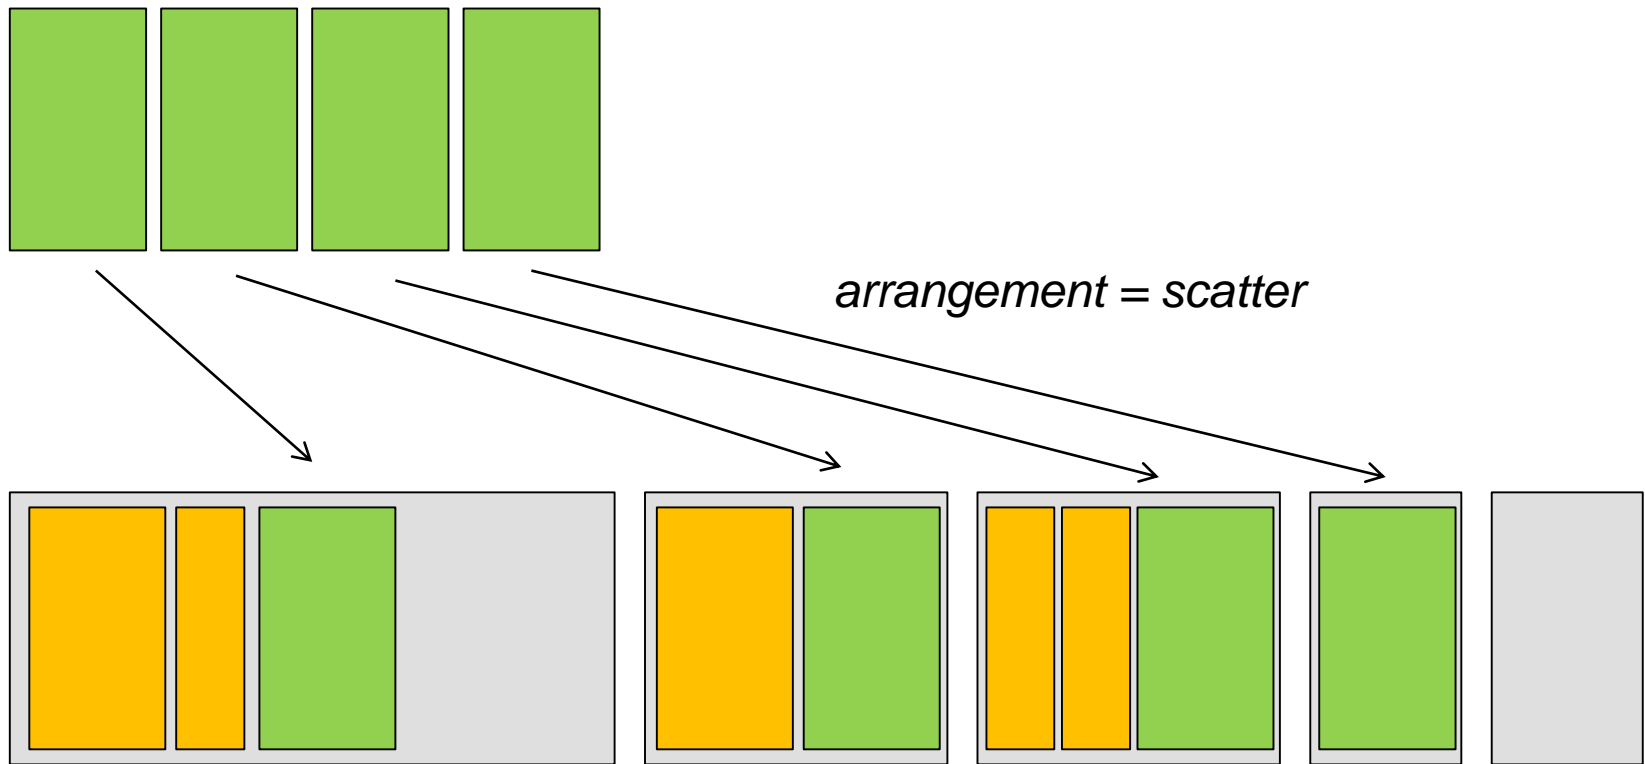 arrangement = scatter